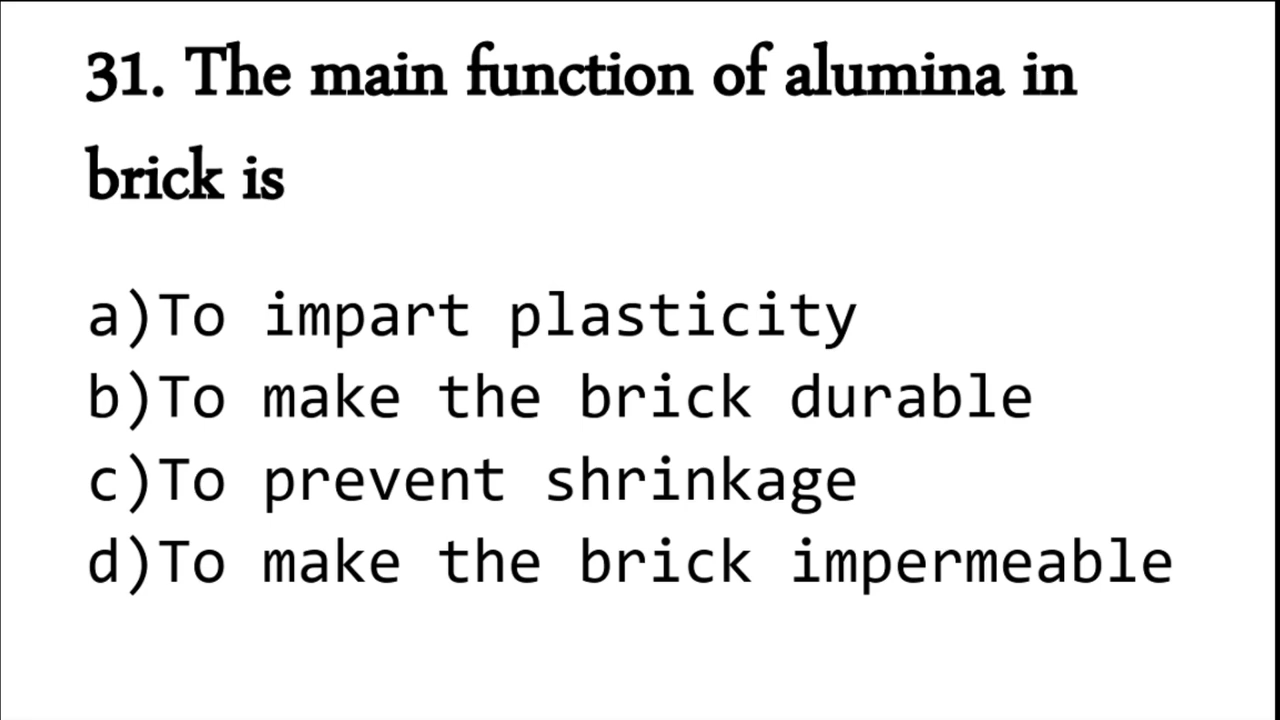 31. The main function of alumina in
brick is
a)To impart plasticity
b)To make the brick durable
c)To prevent shrinkage
d)To make the brick impermeable